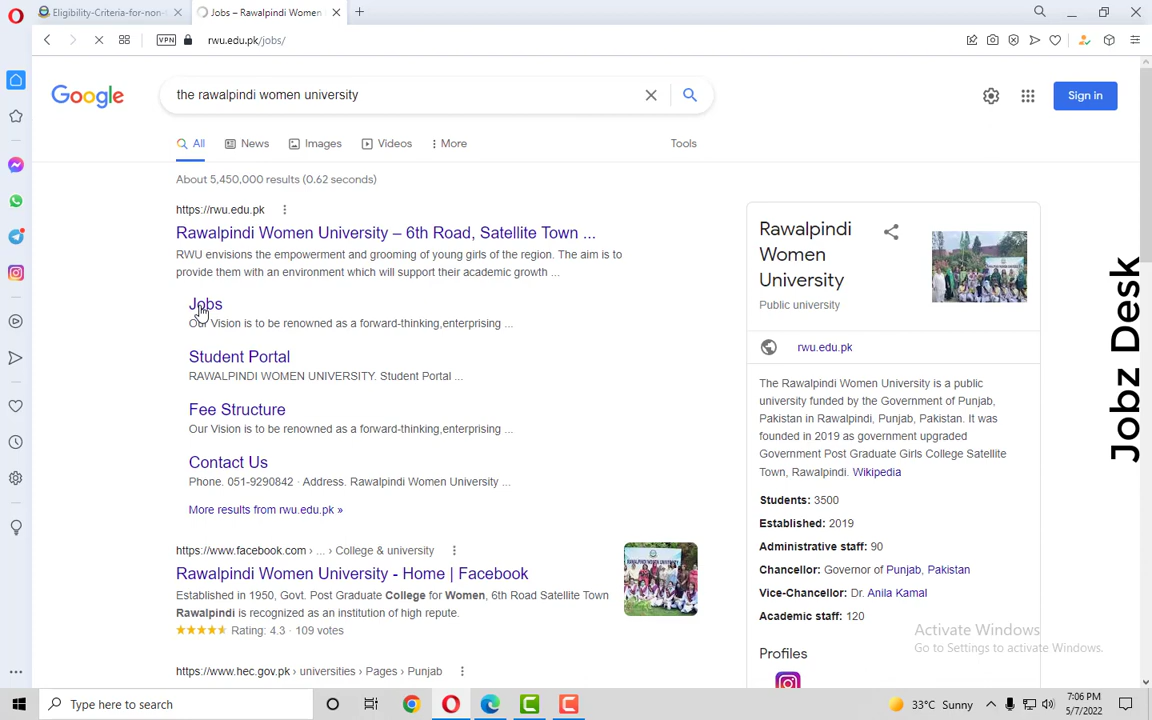 Eligibility-Criteria-for-non-
Jobs – Rawalpindi Women
VPN
rwu.edu.pk/jobs/
Google
the rawalpindi women university
Sign in
All
News
Images
Videos
More
Tools
About 5,450,000 results (0.62 seconds)
https://rwu.edu.pk
Rawalpindi Women University – 6th Road, Satellite Town ...
RWU envisions the empowerment and grooming of young girls of the region. The aim is to
provide them with an environment which will support their academic growth ...
Jobs
Our Vision is to be renowned as a forward-thinking,enterprising ...
Student Portal
RAWALPINDI WOMEN UNIVERSITY. Student Portal ...
Fee Structure
Our Vision is to be renowned as a forward-thinking,enterprising ...
Contact Us
Phone. 051-9290842 · Address. Rawalpindi Women University ...
More results from rwu.edu.pk »
https://www.facebook.com › ... › College & university
Rawalpindi Women University - Home | Facebook
Established in 1950, Govt. Post Graduate College for Women, 6th Road Satellite Town
Rawalpindi is recognized as an institution of high repute.
Rating: 4.3 · 109 votes
https://www.hec.gov.pk › universities › Pages › Punjab
Rawalpindi
Women
University
Public university
rwu.edu.pk
The Rawalpindi Women University is a public
university funded by the Government of Punjab,
Pakistan in Rawalpindi, Punjab, Pakistan. It was
founded in 2019 as government upgraded
Government Post Graduate Girls College Satellite
Town, Rawalpindi. Wikipedia
Students: 3500
Established: 2019
Administrative staff: 90
Chancellor: Governor of Punjab, Pakistan
Vice-Chancellor: Dr. Anila Kamal
Academic staff: 120
Profiles
Jobz Desk
Activate Windows
Go to Settings to activate Windows.
Type here to search
33°C Sunny
7:06 PM
5/7/2022